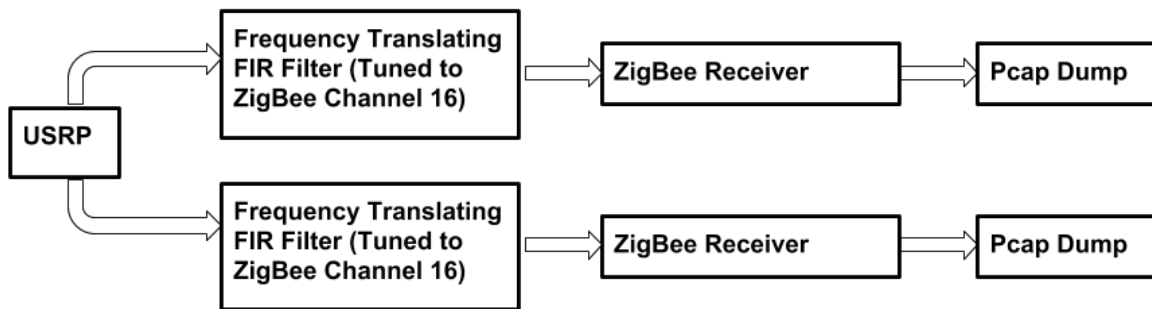 Frequency Translating
FIR Filter (Tuned to
ZigBee Channel 16)
ZigBee Receiver
Pcap Dump
USRP
Frequency Translating
FIR Filter (Tuned to
ZigBee Channel 16)
ZigBee Receiver
Pcap Dump